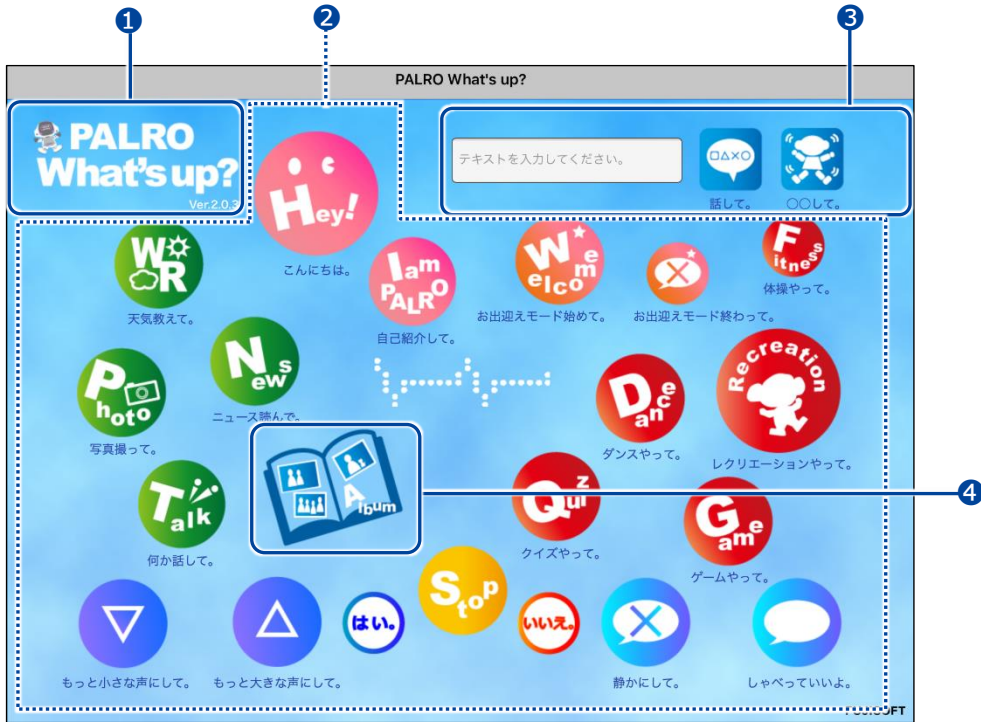 1
2
3
PALRO What's up?
PALRO
What's up?
Ver.2.0.3
Hey!
こんにちは。
テキストを入力してください。
□△×○
話して。
○○して。
WR
天気教えて。
I am PALRO
自己紹介して。
Welcome
お出迎えモード始めて。
お出迎えモード終わって。
Fitness
体操やって。
Photo
写真撮って。
News
ニュース読んで。
Dance
ダンスやって。
Recreation
レクリエーションやって。
Talk
何か話して。
Album
4
Quiz
クイズやって。
Game
ゲームやって。
もっと小さな声にして。
もっと大きな声にして。
はい。
Stop
いいえ。
静かにして。
しゃべっていいよ。
FUJISOFT